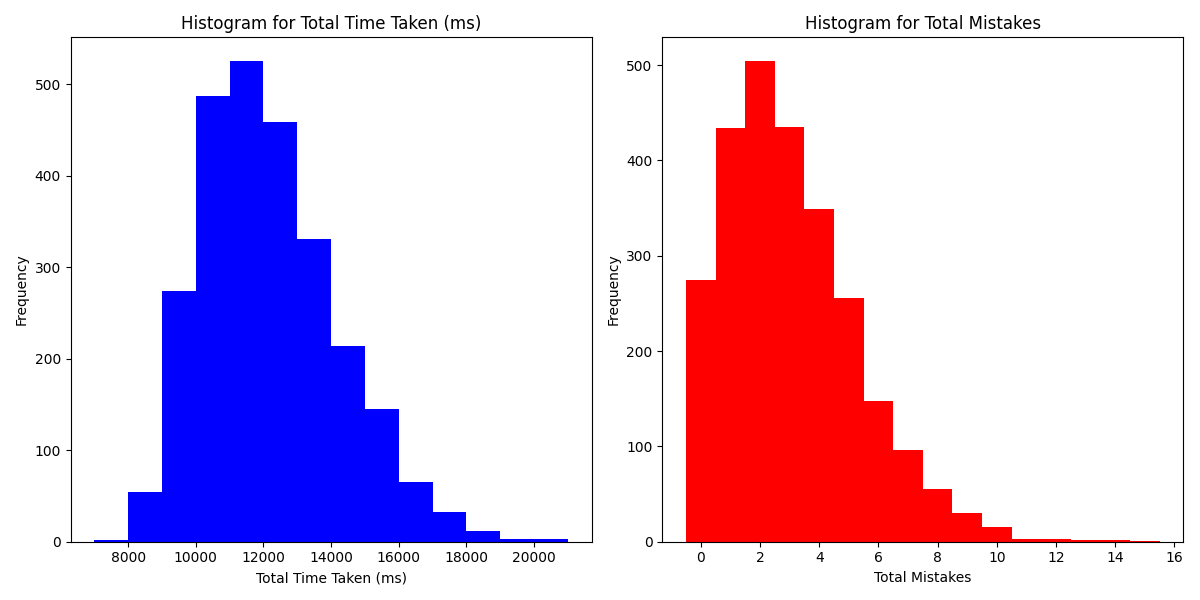 Histogram for Total Time Taken (ms)
500
400
300
200
100
0
Frequency
8000 10000 12000 14000 16000 18000 20000
Total Time Taken (ms)
Histogram for Total Mistakes
500
400
300
200
100
0
Frequency
0 2 4 6 8 10 12 14 16
Total Mistakes